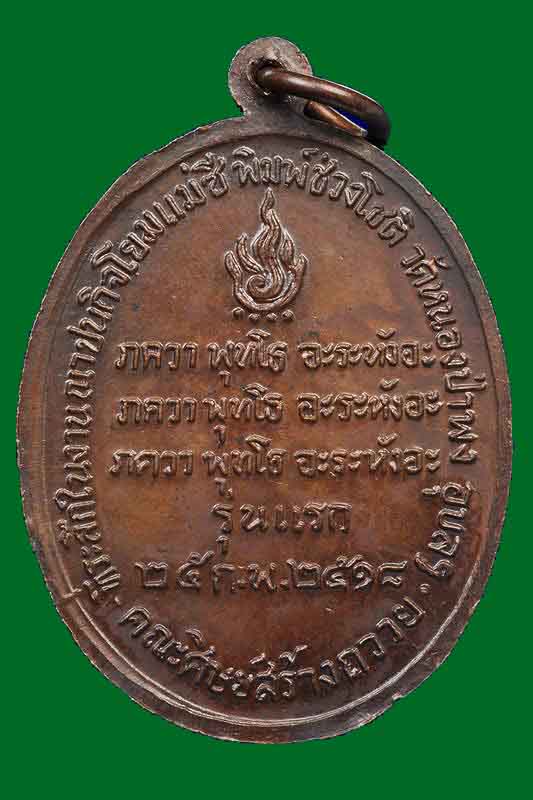 ที่ระลึกในงานฌาปนกิจโยมแม่ชี พิมพ์ ช่วงโชติ วัดหนองป่าพง อุบลฯ
ภควา พุทโธ อะระหังอะ
ภควา พุทโธ อะระหังอะ
ภควา พุทโธ อะระหังอะ
รุ่นแรก
๒๕ ก.พ.๒๕๑๘
คณะศิษย์สร้างถวาย